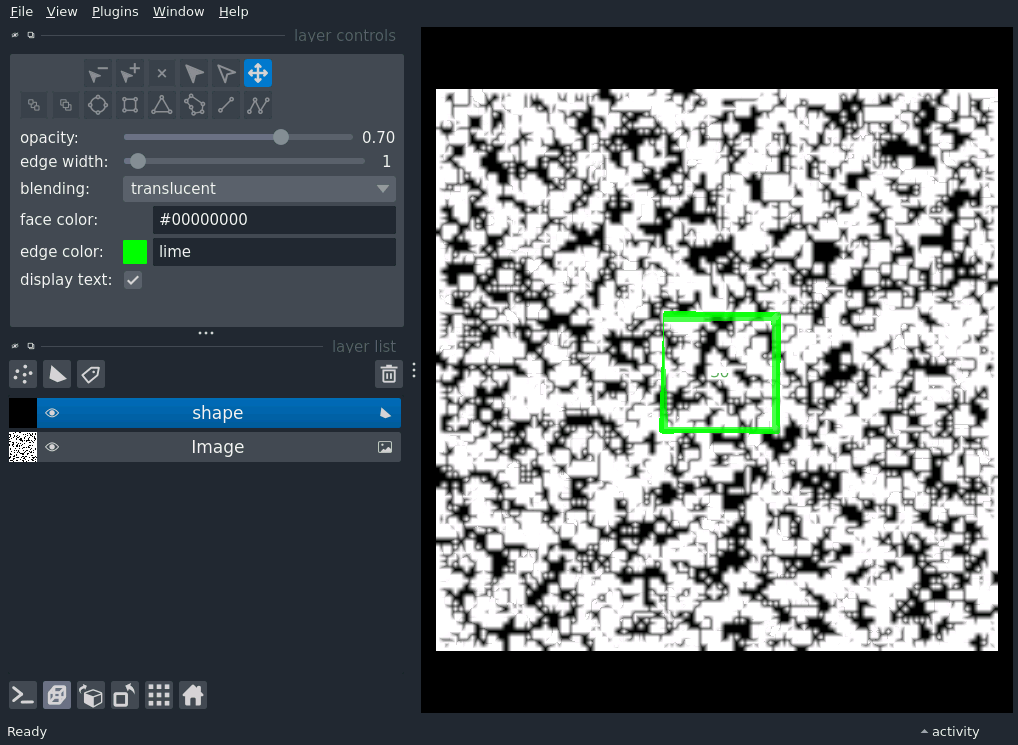 File View Plugins Window Help
layer controls
opacity: 0.70
edge width: 1
blending: translucent
face color: #00000000
edge color: lime
display text:
layer list
shape
Image
Ready
activity